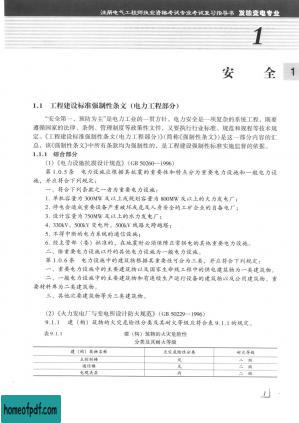 注册电气工程师执业资格考试专业考试复习指导书 发输变电专业
1
安 全
1
1.1 工程建设标准强制性条文(电力工程部分)
“安全第一、预防为主”是电力工业的一贯方针,电力安全是一项复杂的系统工程,既要
遵循国家的法律、条例、管理制度等政策性文件,又要执行行业标准、规范和规程等技术规
定。《工程建设标准强制性条文(电力工程部分)》(简称《强制性条文》)是这一部分内容的主
点,该《强制性条文》中所有条款均为强制性的,是工程建设强制性标准实施监督的依据。
1.1.1 综合部分
(1)《电力设施抗震设计规范》(GB 50260—1996)
第1.0.5条 电力设施应根据其抗震的重要性和特点分为重要电力设施和一般电力设
施,并应符合下列规定:
一、符合下列条款之一者为重要电力设施:
1. 单机容量为300MW及以上或规划容量为800MW及以上的火力发电厂;
2. 停电会造成重要设备严重破坏或危及人身安全的工矿企业的自备电厂;
3. 设计容量为750MW及以上的水力发电厂;
4. 330kV、500kV变电所,500kV线路大跨越塔;
5. 不得中断的电力系统的通信设施;
6. 经主管部(委)批准的,在地震时必须保障正常供电的其他重要电力设施。
二、除重要电力设施以外的其他电力设施为一般电力设施。
第1.0.6条 电力设施中的建筑物根据其重要性可分为三类,并应符合下列规定:
一、重要电力设施中的主要建筑物以及国家生命线工程中的供电建筑物为一类建筑物。
二、一般电力设施中的主要建筑物和有连续生产运行设备的建筑物以及公用建筑物、重
要材料库为二类建筑物。
三、其他次要建筑物等为三类建筑物。
(2)《火力发电厂与变电所设计防火规范》(GB 50229—1996)
9.1.1 建(构)筑物的火灾危险性分类及其耐火等级应符合表9.1.1的规定。
表9.1.1 建(构)筑物的火灾危险性
分类及其耐火等级
建(构)筑物名称 火灾危险性分类 耐火等级
主控制楼 戊 二级
通信楼 戊 二级
电缆夹层 丙 二级
1
homeofpdf.com